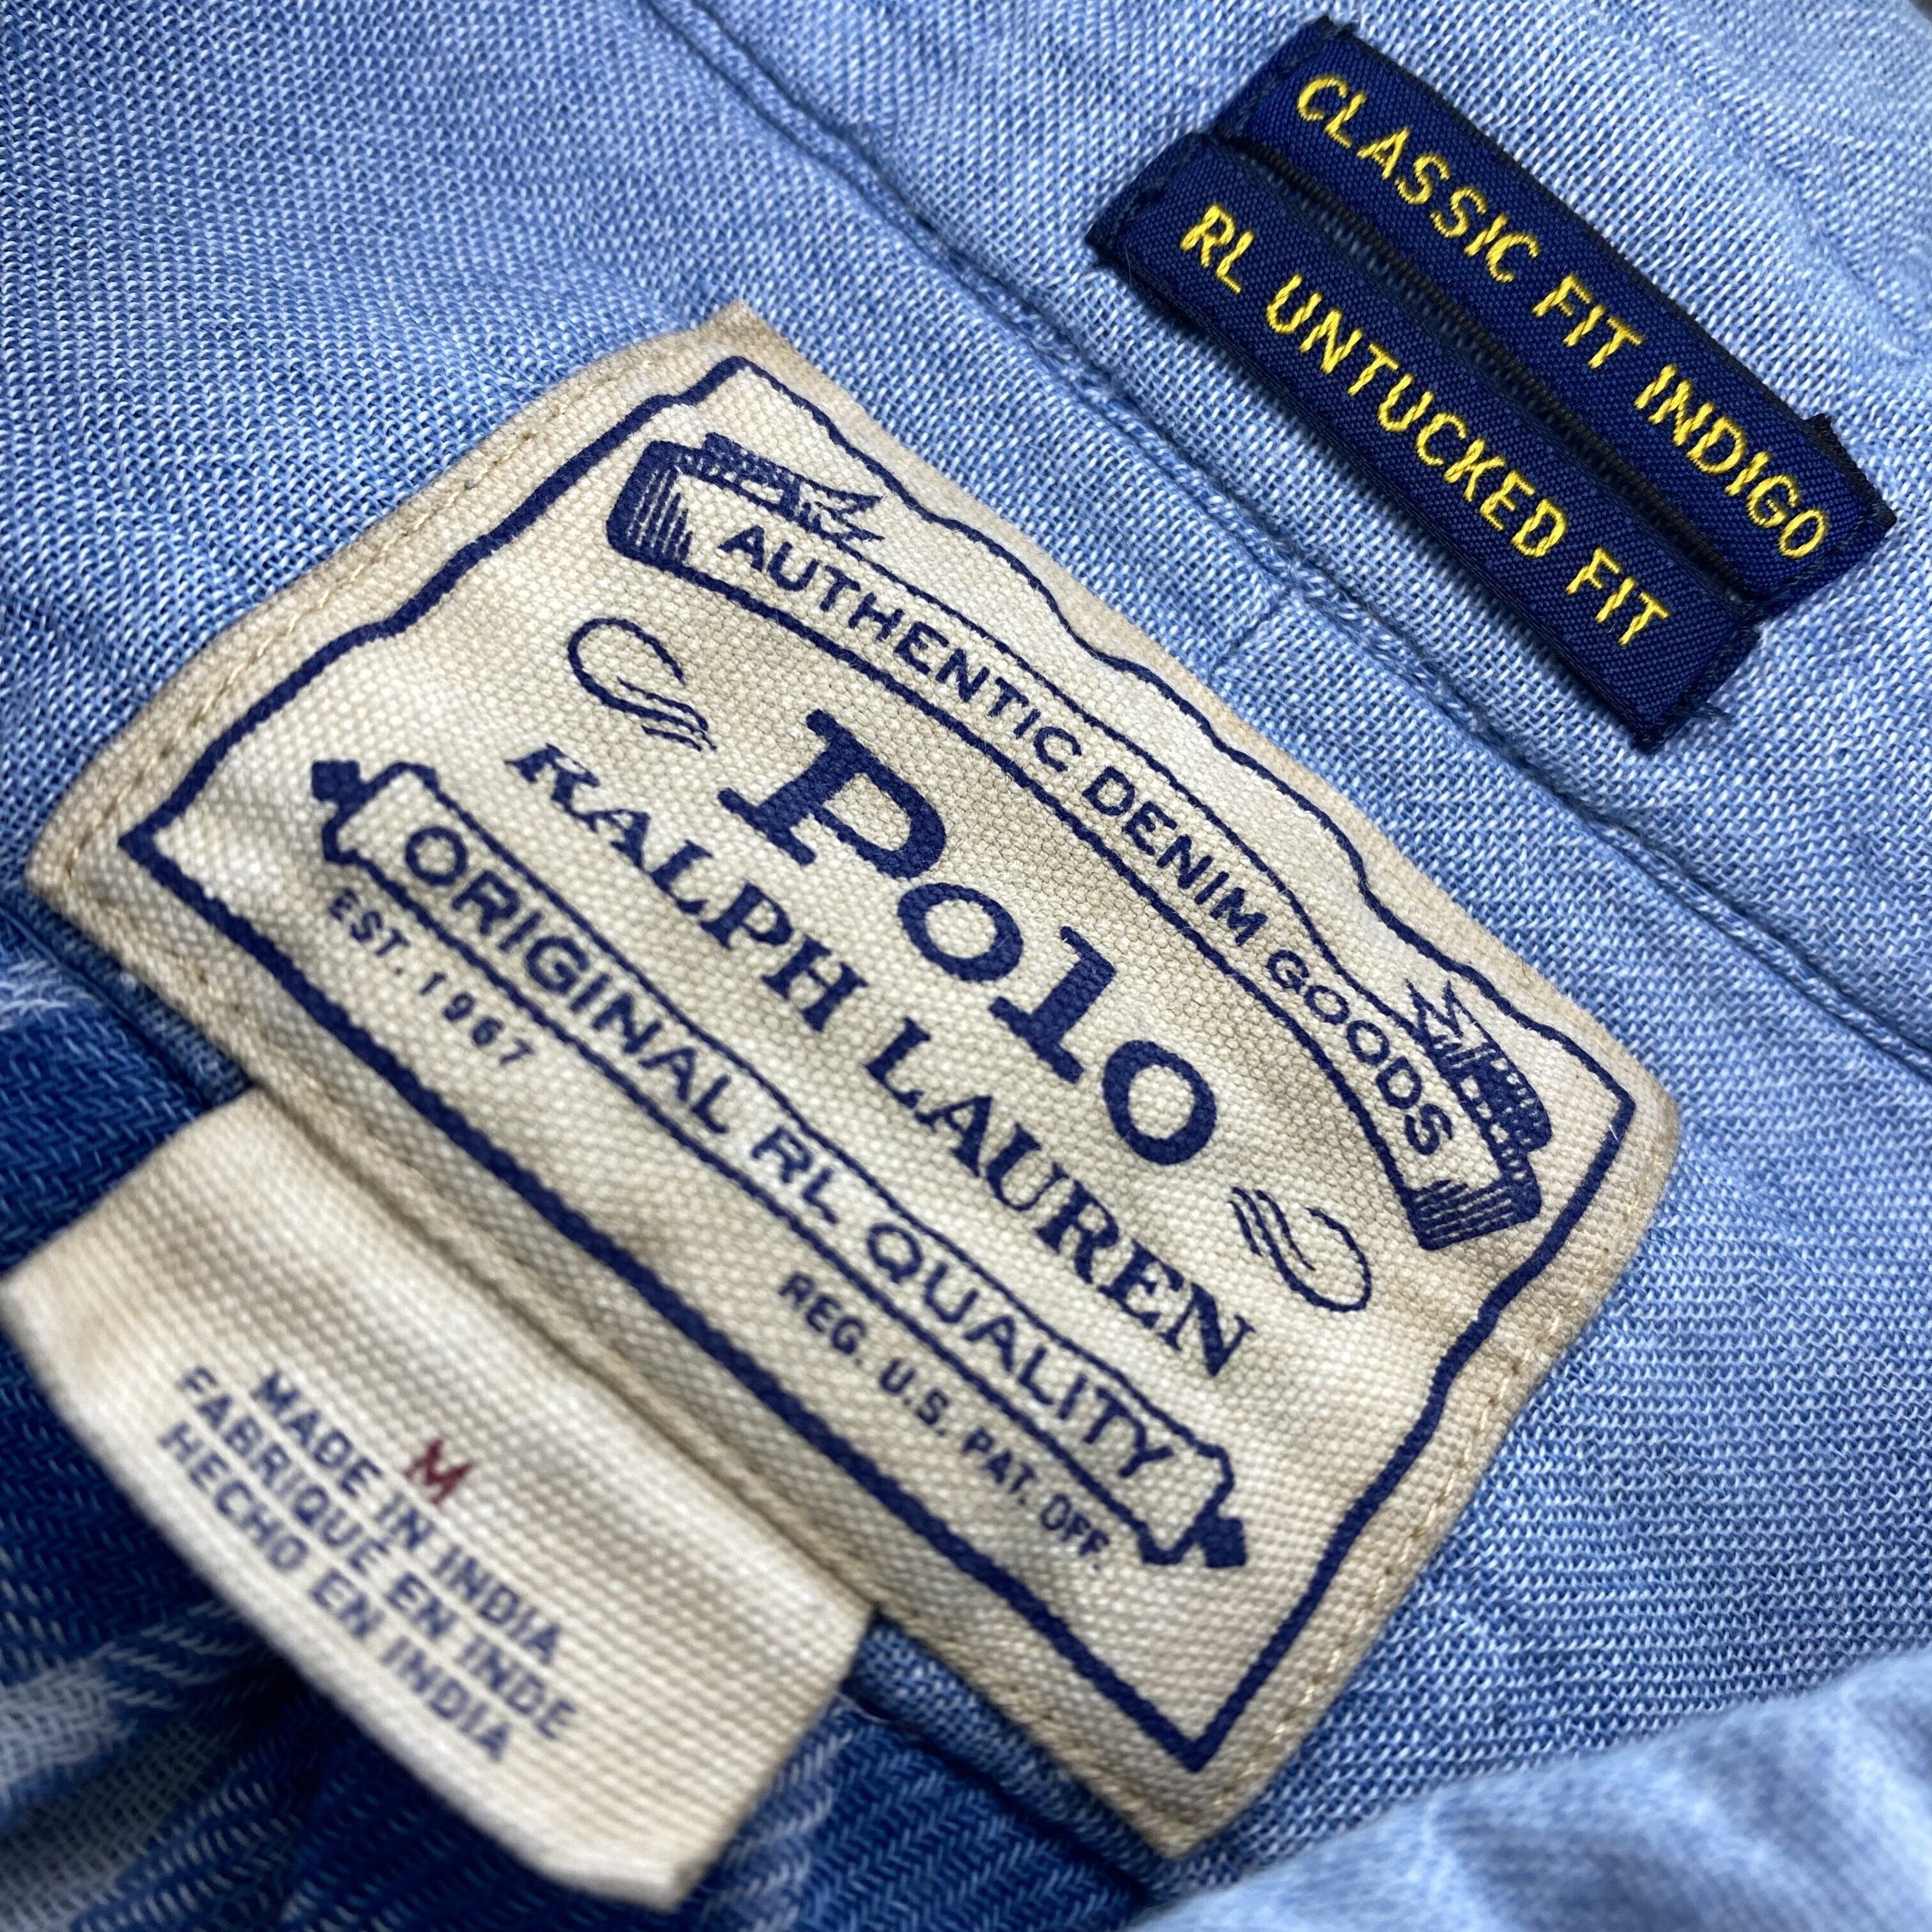 CLASSIC FIT INDIGO
RL UNTUCKED FIT
AUTHENTIC DENIM GOODS
Polo
RALPH LAUREN
ORIGINAL RL QUALITY
EST. 1967
REG. U.S. PAT. OFF.
M
MADE IN INDIA
FABRIQUÉ EN INDE
HECHO EN INDIA